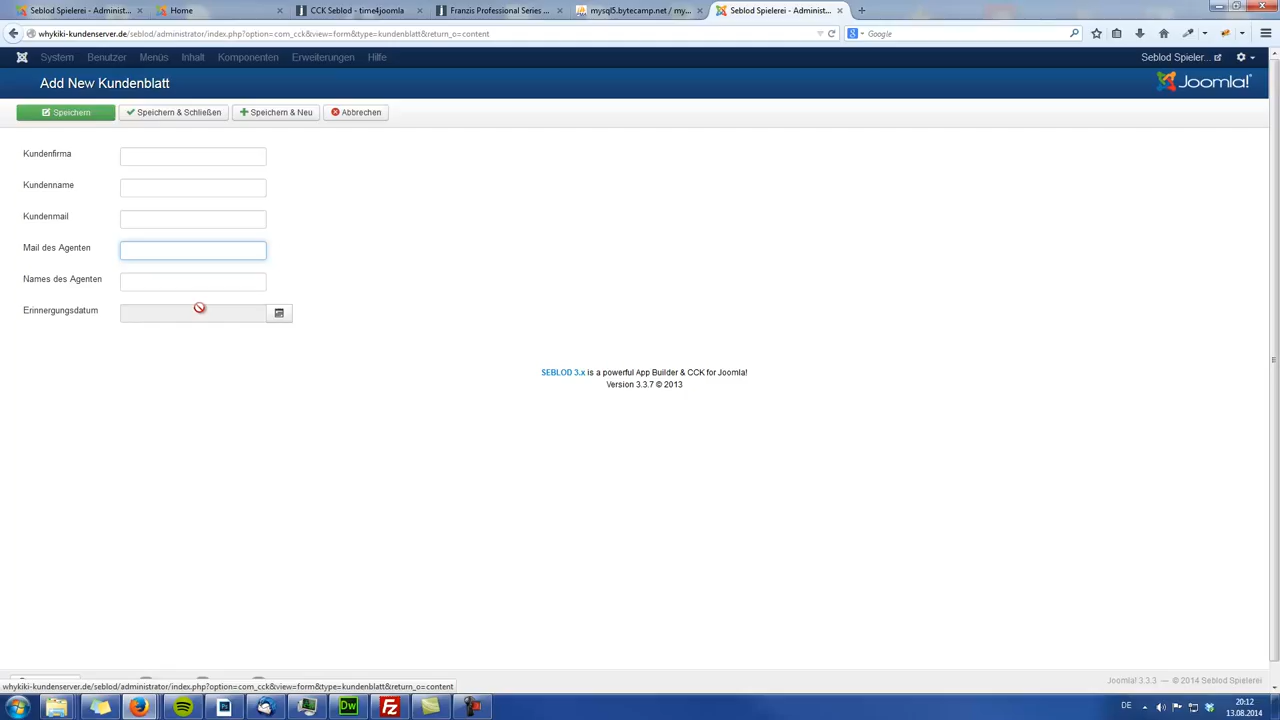 Seblod Spielerei - Administ...
Home
CCK Seblod - time4joomla
Franzis Professional Series ...
mysql5.bytecamp.net / my...
Seblod Spielerei - Administ...
whykiki-kundenserver.de/seblod/administrator/index.php?option=com_cck&view=form&type=kundenblatt&return_o=content
Google
System Benutzer Menüs Inhalt Komponenten Erweiterungen Hilfe
Seblod Spieler...
Add New Kundenblatt
Joomla!
Speichern
Speichern & Schließen
Speichern & Neu
Abbrechen
Kundenfirma
Kundenname
Kundenmail
Mail des Agenten
Names des Agenten
Erinnergungsdatum
SEBLOD 3.x is a powerful App Builder & CCK for Joomla!
Version 3.3.7 © 2013
Joomla! 3.3.3 — © 2014 Seblod Spielerei
whykiki-kundenserver.de/seblod/administrator/index.php?option=com_cck&view=form&type=kundenblatt&return_o=content
Dw
FZ
DE
20:12
13.08.2014